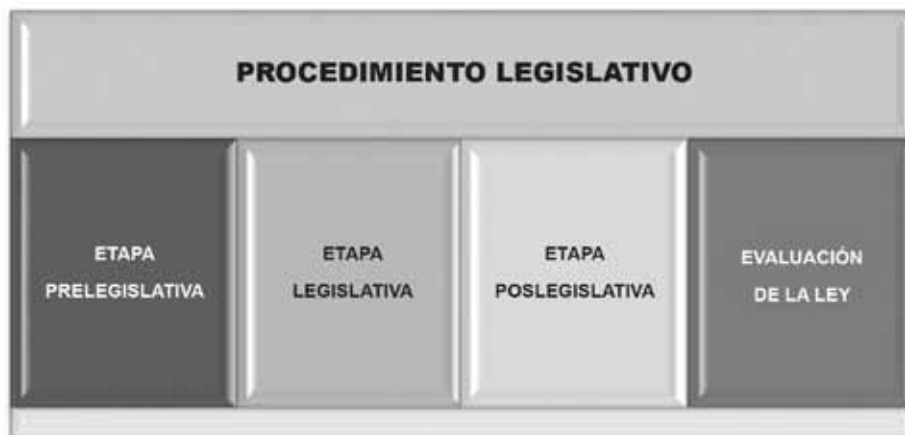 PROCEDIMIENTO LEGISLATIVO
ETAPA
PRELEGISLATIVA
ETAPA
LEGISLATIVA
ETAPA
POSLEGISLATIVA
EVALUACIÓN
DE LA LEY